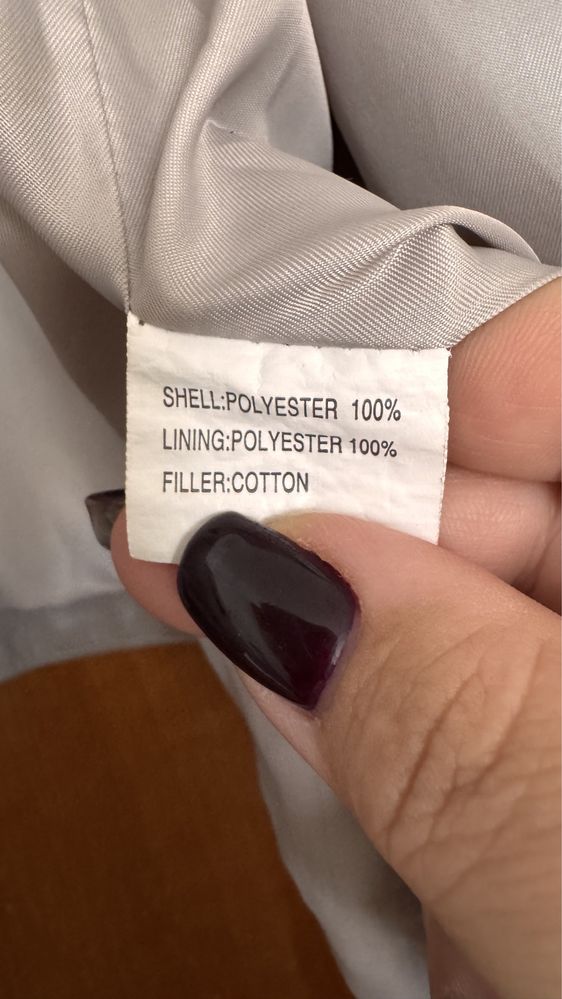 SHELL:POLYESTER 100%
LINING:POLYESTER 100%
FILLER:COTTON